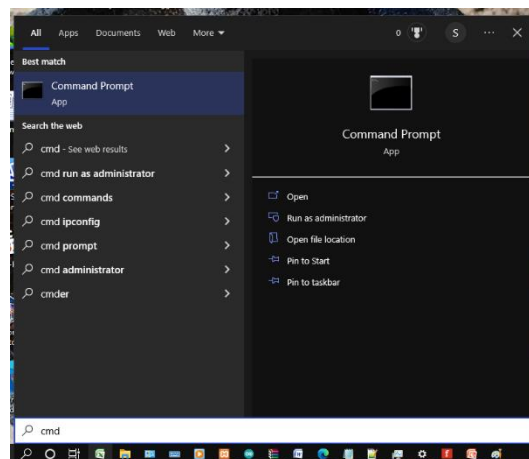 All Apps Documents Web More
0 S ...
Best match
Command Prompt
App
Search the web
cmd - See web results
cmd run as administrator
cmd commands
cmd ipconfig
cmd prompt
cmd administrator
cmder
Command Prompt
App
Open
Run as administrator
Open file location
Pin to Start
Pin to taskbar
cmd